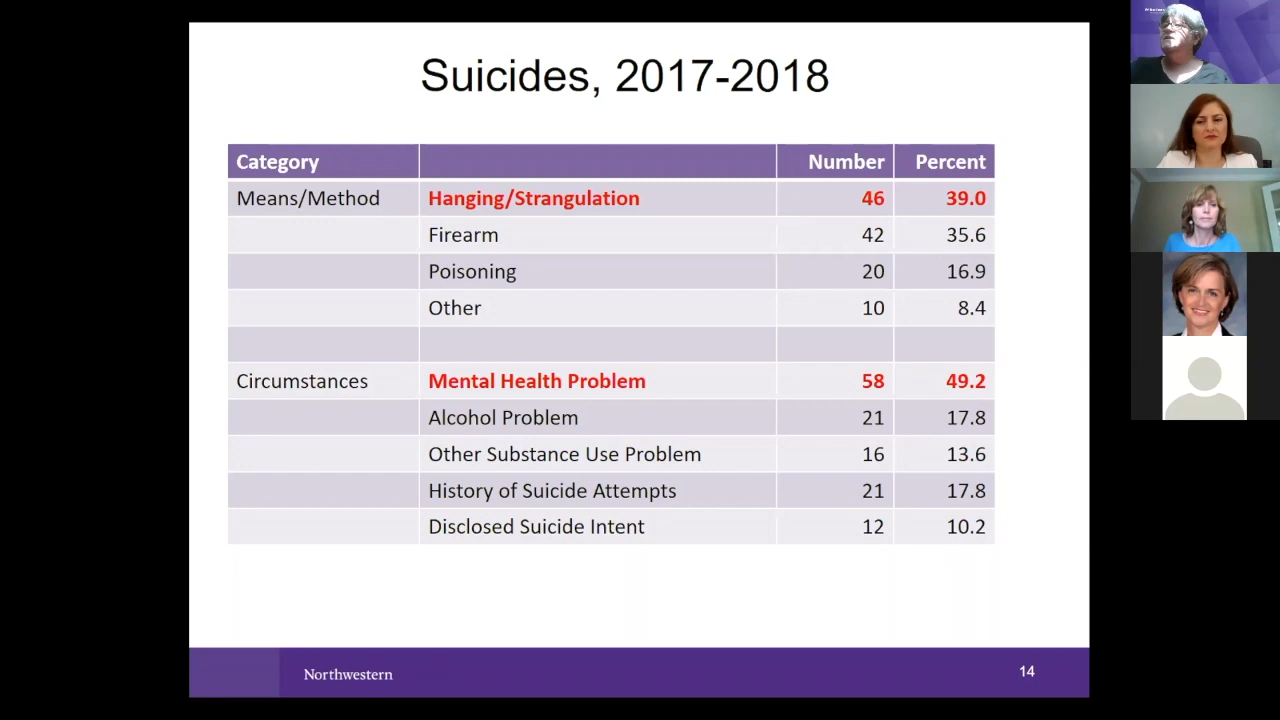 Suicides, 2017-2018
Category Number Percent
Means/Method Hanging/Strangulation 46 39.0
Firearm 42 35.6
Poisoning 20 16.9
Other 10 8.4
Circumstances Mental Health Problem 58 49.2
Alcohol Problem 21 17.8
Other Substance Use Problem 16 13.6
History of Suicide Attempts 21 17.8
Disclosed Suicide Intent 12 10.2
Northwestern 14